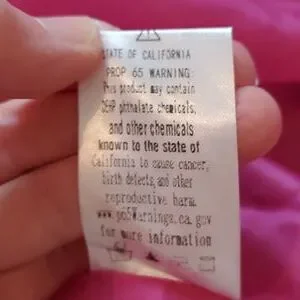 STATE OF CALIFORNIA
PROP 65 WARNING
This product may contain
DEHP phthalate chemicals,
and other chemicals
known to the state of
California to cause cancer,
birth defects, and other
reproductive harm.
www.p65warnings.ca.gov
for more information